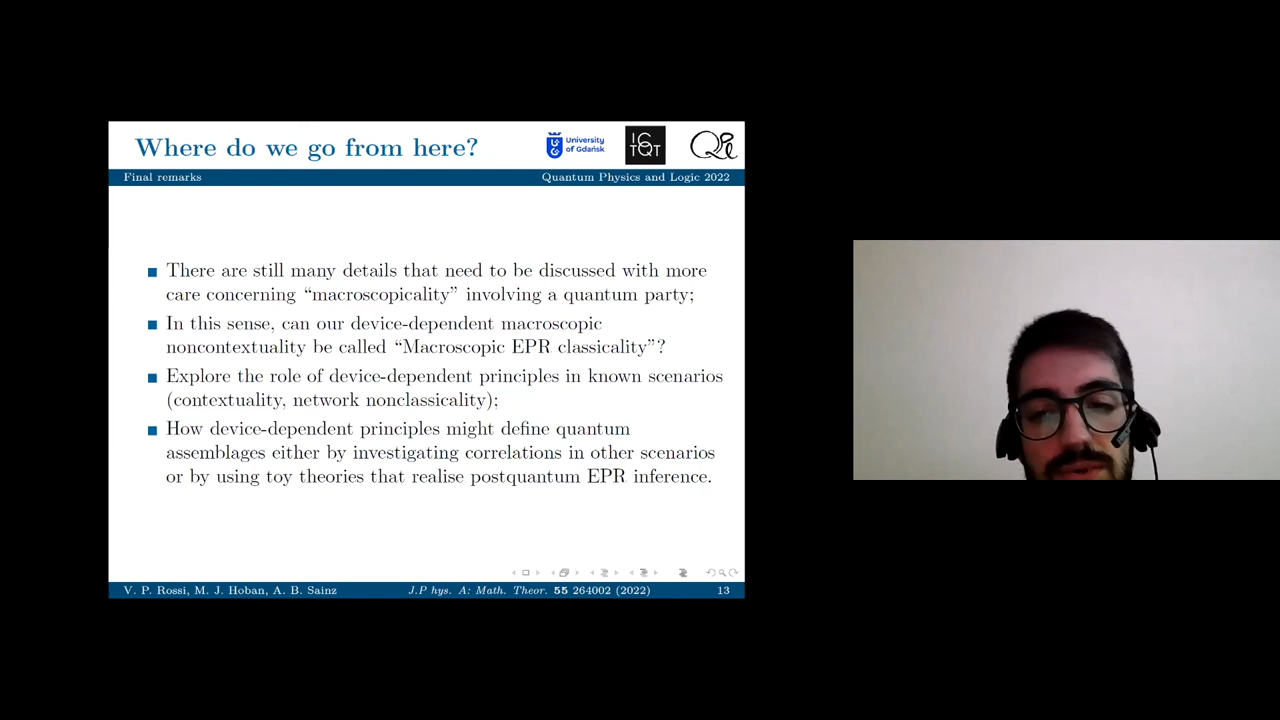 Where do we go from here?
University
of Gdańsk
IC
TQT
Final remarks
Quantum Physics and Logic 2022
There are still many details that need to be discussed with more
care concerning “macroscopicality” involving a quantum party;
In this sense, can our device-dependent macroscopic
noncontextuality be called “Macroscopic EPR classicality”?
Explore the role of device-dependent principles in known scenarios
(contextuality, network nonclassicality);
How device-dependent principles might define quantum
assemblages either by investigating correlations in other scenarios
or by using toy theories that realise postquantum EPR inference.
V. P. Rossi, M. J. Hoban, A. B. Sainz
J.P hys. A: Math. Theor. 55 264002 (2022)
13